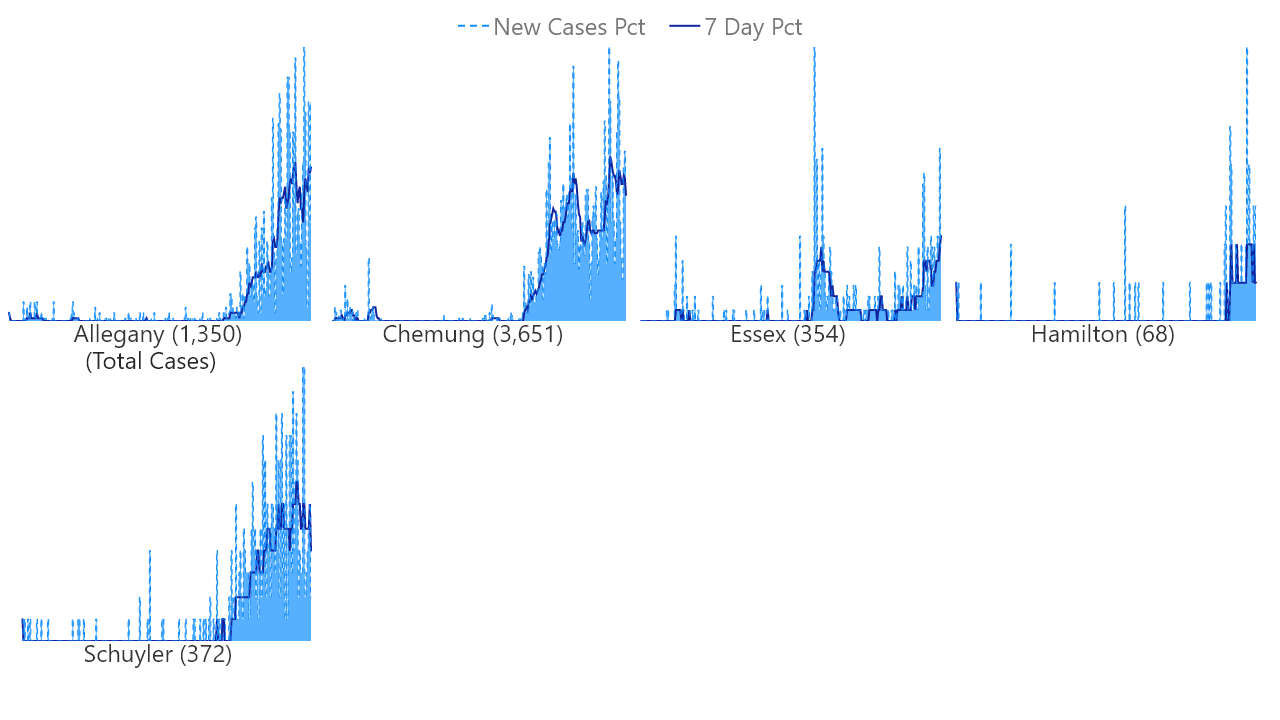 New Cases Pct 7 Day Pct
Allegany (1,350) Chemung (3,651) Essex (354) Hamilton (68)
(Total Cases)
Schuyler (372)